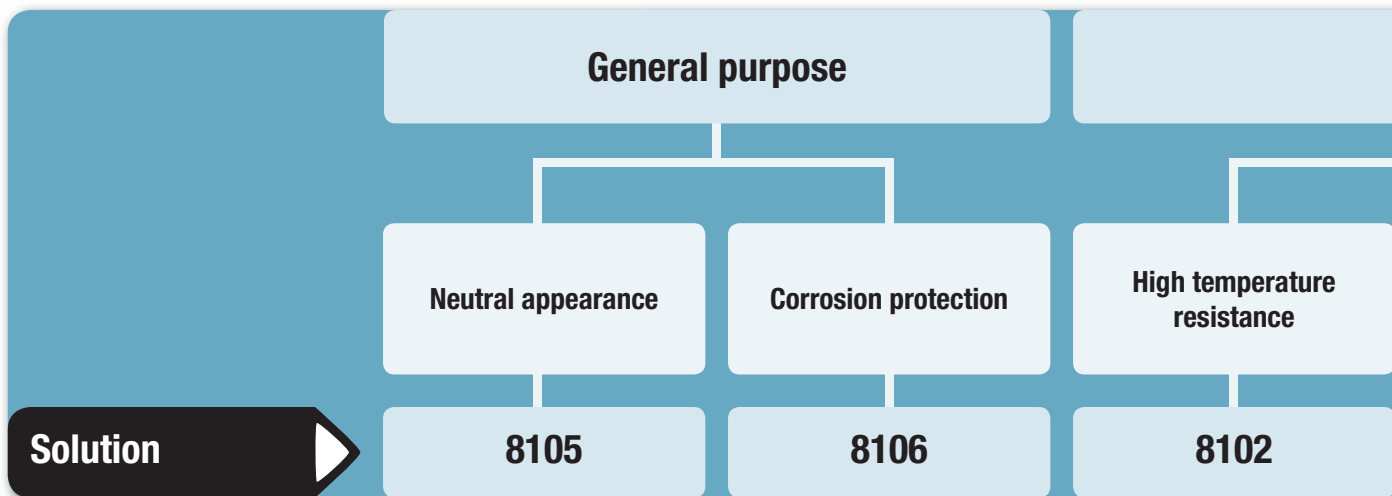 General purpose
Neutral appearance
Corrosion protection
High temperature
resistance
Solution
8105
8106
8102